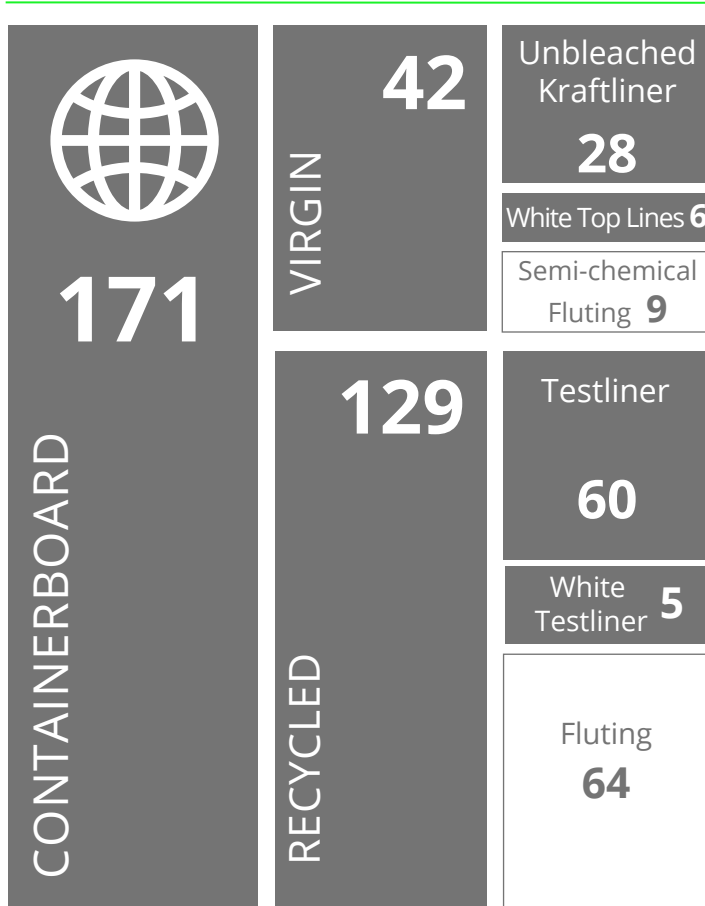 171
CONTAINERBOARD
42
VIRGIN
Unbleached
Kraftliner
28
White Top Lines 6
Semi-chemical
Fluting 9
129
RECYCLED
Testliner
60
White
Testliner 5
Fluting
64